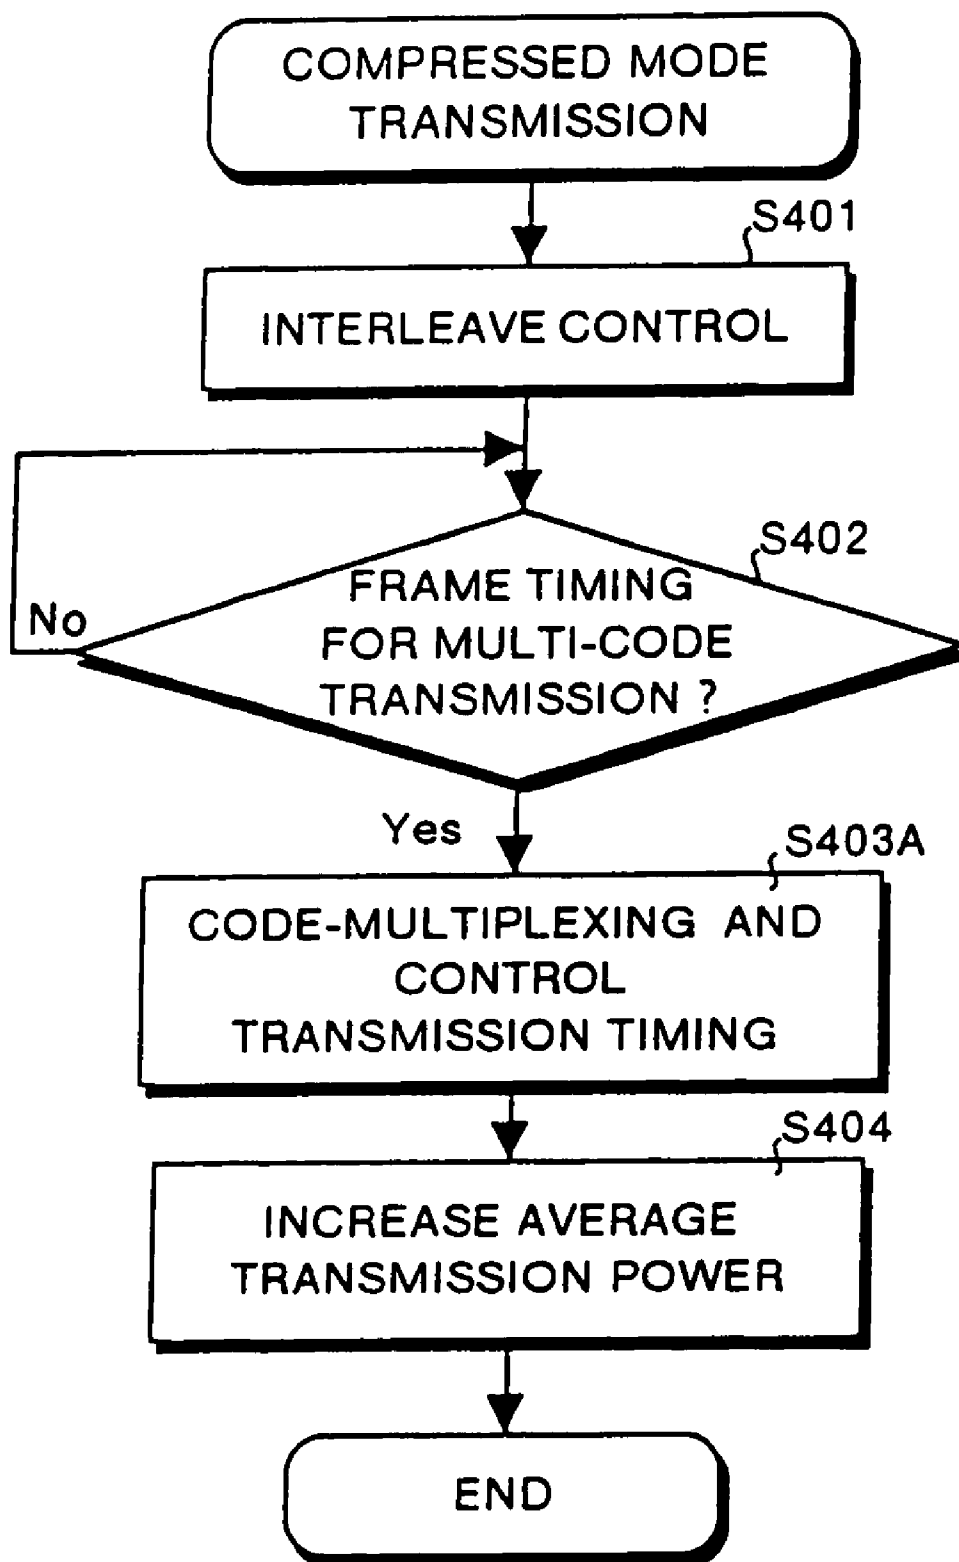 COMPRESSED MODE
TRANSMISSION
S401
INTERLEAVE CONTROL
S402
FRAME TIMING
FOR MULTI-CODE
TRANSMISSION ?
No
Yes
S403A
CODE-MULTIPLEXING AND
CONTROL
TRANSMISSION TIMING
S404
INCREASE AVERAGE
TRANSMISSION POWER
END